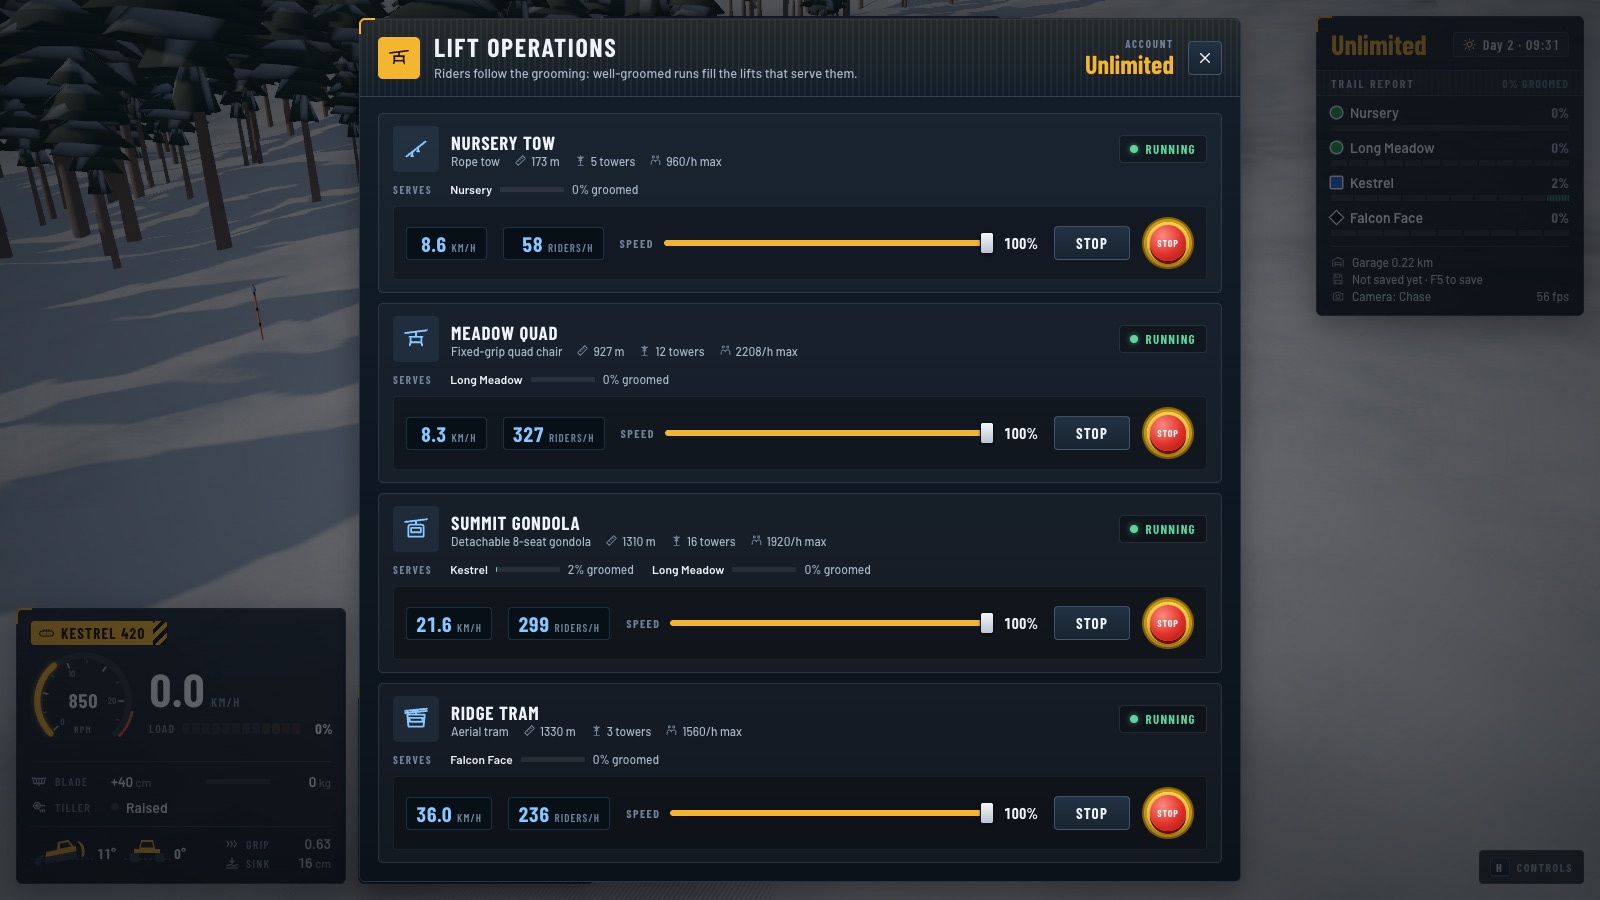 LIFT OPERATIONS
Riders follow the grooming: well-groomed runs fill the lifts that serve them.
ACCOUNT
Unlimited
NURSERY TOW
Rope tow 173 m 5 towers 960/h max
RUNNING
SERVES Nursery 0% groomed
8.6 KM/H 58 RIDERS/H SPEED 100% STOP STOP
MEADOW QUAD
Fixed-grip quad chair 927 m 12 towers 2208/h max
RUNNING
SERVES Long Meadow 0% groomed
8.3 KM/H 327 RIDERS/H SPEED 100% STOP STOP
SUMMIT GONDOLA
Detachable 8-seat gondola 1310 m 16 towers 1920/h max
RUNNING
SERVES Kestrel 2% groomed Long Meadow 0% groomed
21.6 KM/H 299 RIDERS/H SPEED 100% STOP STOP
RIDGE TRAM
Aerial tram 1330 m 3 towers 1560/h max
RUNNING
SERVES Falcon Face 0% groomed
36.0 KM/H 236 RIDERS/H SPEED 100% STOP STOP
Unlimited Day 2 · 09:31
TRAIL REPORT 0% GROOMED
Nursery 0%
Long Meadow 0%
Kestrel 2%
Falcon Face 0%
Garage 0.22 km
Not saved yet · F5 to save
Camera: Chase 56 fps
KESTREL 420
0 10 20
850
RPM
0.0 KM/H
LOAD 0%
BLADE +40 cm 0 kg
TILLER Raised
11° 0° GRIP 0.63
SINK 16 cm
H CONTROLS